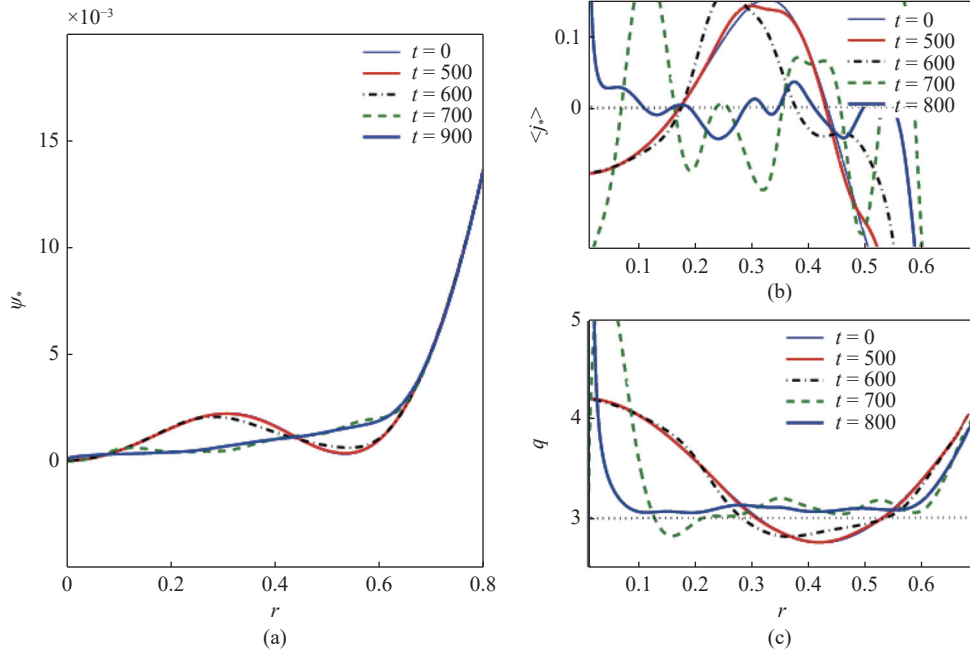 ×10⁻³
15
10
5
0
ψ*
0
0.2
0.4
0.6
0.8
r
(a)
t = 0
t = 500
t = 600
t = 700
t = 900
0.1
0
<j*>
t = 0
t = 500
t = 600
t = 700
t = 800
0.1
0.2
0.3
0.4
0.5
0.6
(b)
5
4
3
q
t = 0
t = 500
t = 600
t = 700
t = 800
0.1
0.2
0.3
0.4
0.5
0.6
r
(c)